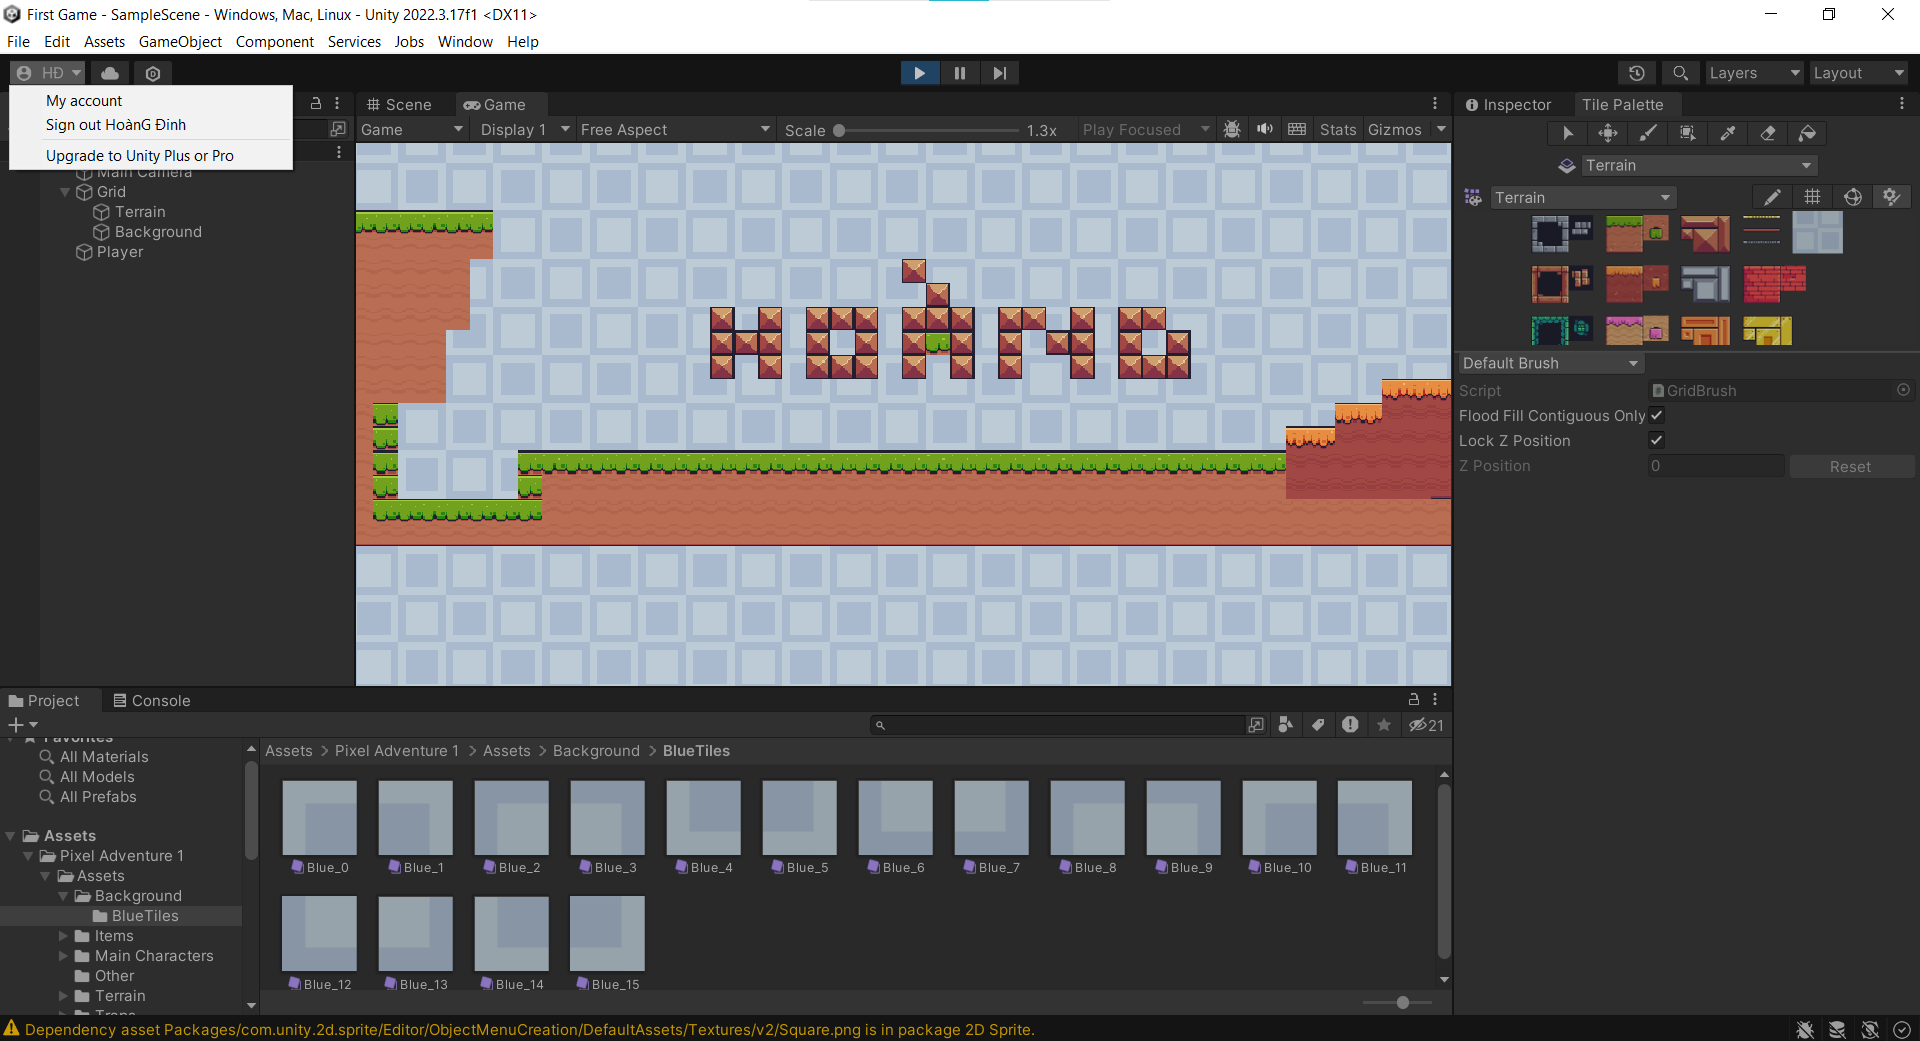 First Game - SampleScene - Windows, Mac, Linux - Unity 2022.3.17f1 <DX11>
File Edit Assets GameObject Component Services Jobs Window Help
HĐ
Layers Layout
My account
Sign out HoànG Đinh
Upgrade to Unity Plus or Pro
Main Camera
Grid
Terrain
Background
Player
Scene Game
Game Display 1 Free Aspect Scale 1.3x Play Focused Stats Gizmos
HOÀNG
Inspector Tile Palette
Terrain
Terrain
Default Brush
Script GridBrush
Flood Fill Contiguous Only
Lock Z Position
Z Position 0 Reset
Project Console
21
Favorites
All Materials
All Models
All Prefabs
Assets
Pixel Adventure 1
Assets
Background
BlueTiles
Items
Main Characters
Other
Terrain
Traps
Assets > Pixel Adventure 1 > Assets > Background > BlueTiles
Blue_0 Blue_1 Blue_2 Blue_3 Blue_4 Blue_5 Blue_6 Blue_7 Blue_8 Blue_9 Blue_10 Blue_11
Blue_12 Blue_13 Blue_14 Blue_15
Dependency asset Packages/com.unity.2d.sprite/Editor/ObjectMenuCreation/DefaultAssets/Textures/v2/Square.png is in package 2D Sprite.